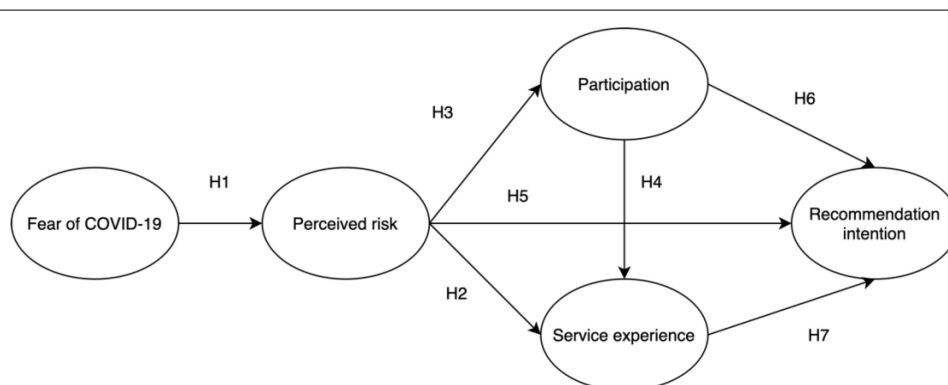 Participation
H6
H3
H1
H5
H4
Fear of COVID-19
Perceived risk
Recommendation
intention
H2
Service experience
H7